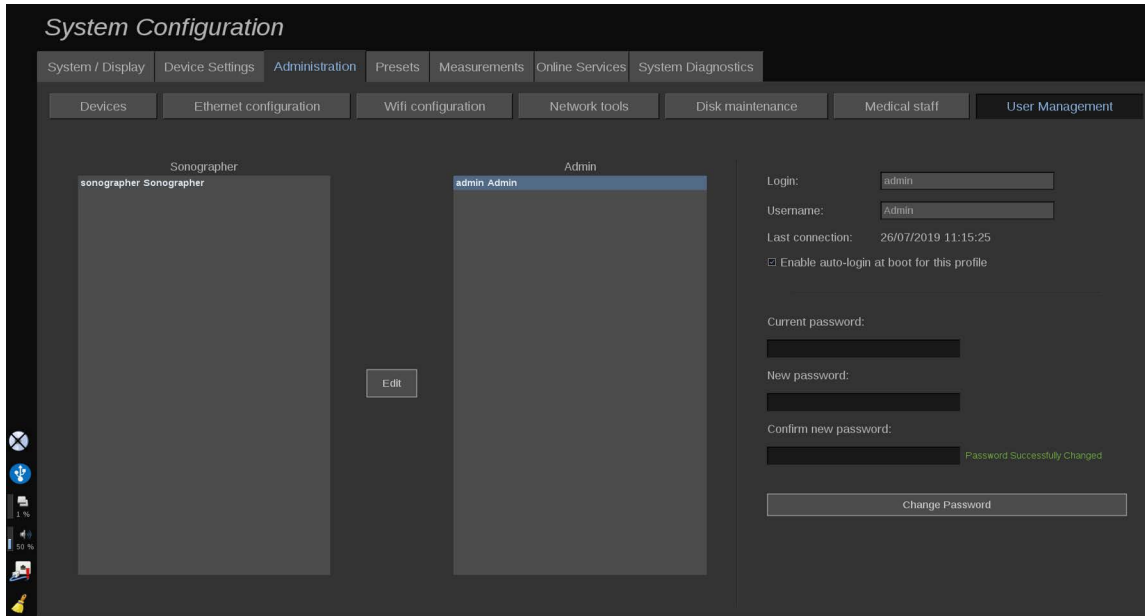 System Configuration
System / Display Device Settings Administration Presets Measurements Online Services System Diagnostics
Devices Ethernet configuration Wifi configuration Network tools Disk maintenance Medical staff User Management
Sonographer Admin
sonographer Sonographer admin Admin
Login: admin
Username: Admin
Last connection: 26/07/2019 11:15:25
Enable auto-login at boot for this profile
Current password:
New password:
Edit
Confirm new password:
Password Successfully Changed
Change Password
1 %
50 %